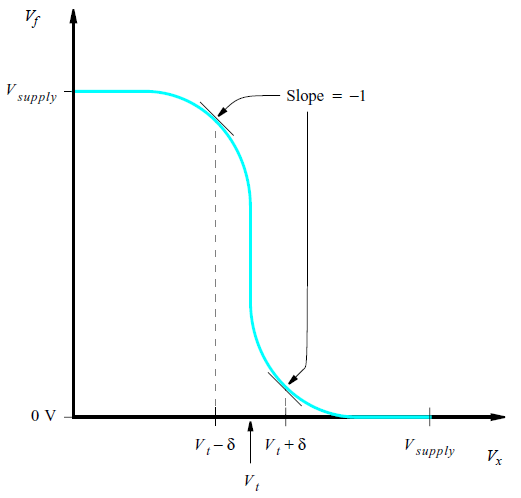 V_f
V_supply
Slope = −1
0 V
V_t − δ
V_t + δ
V_supply
V_x
V_t